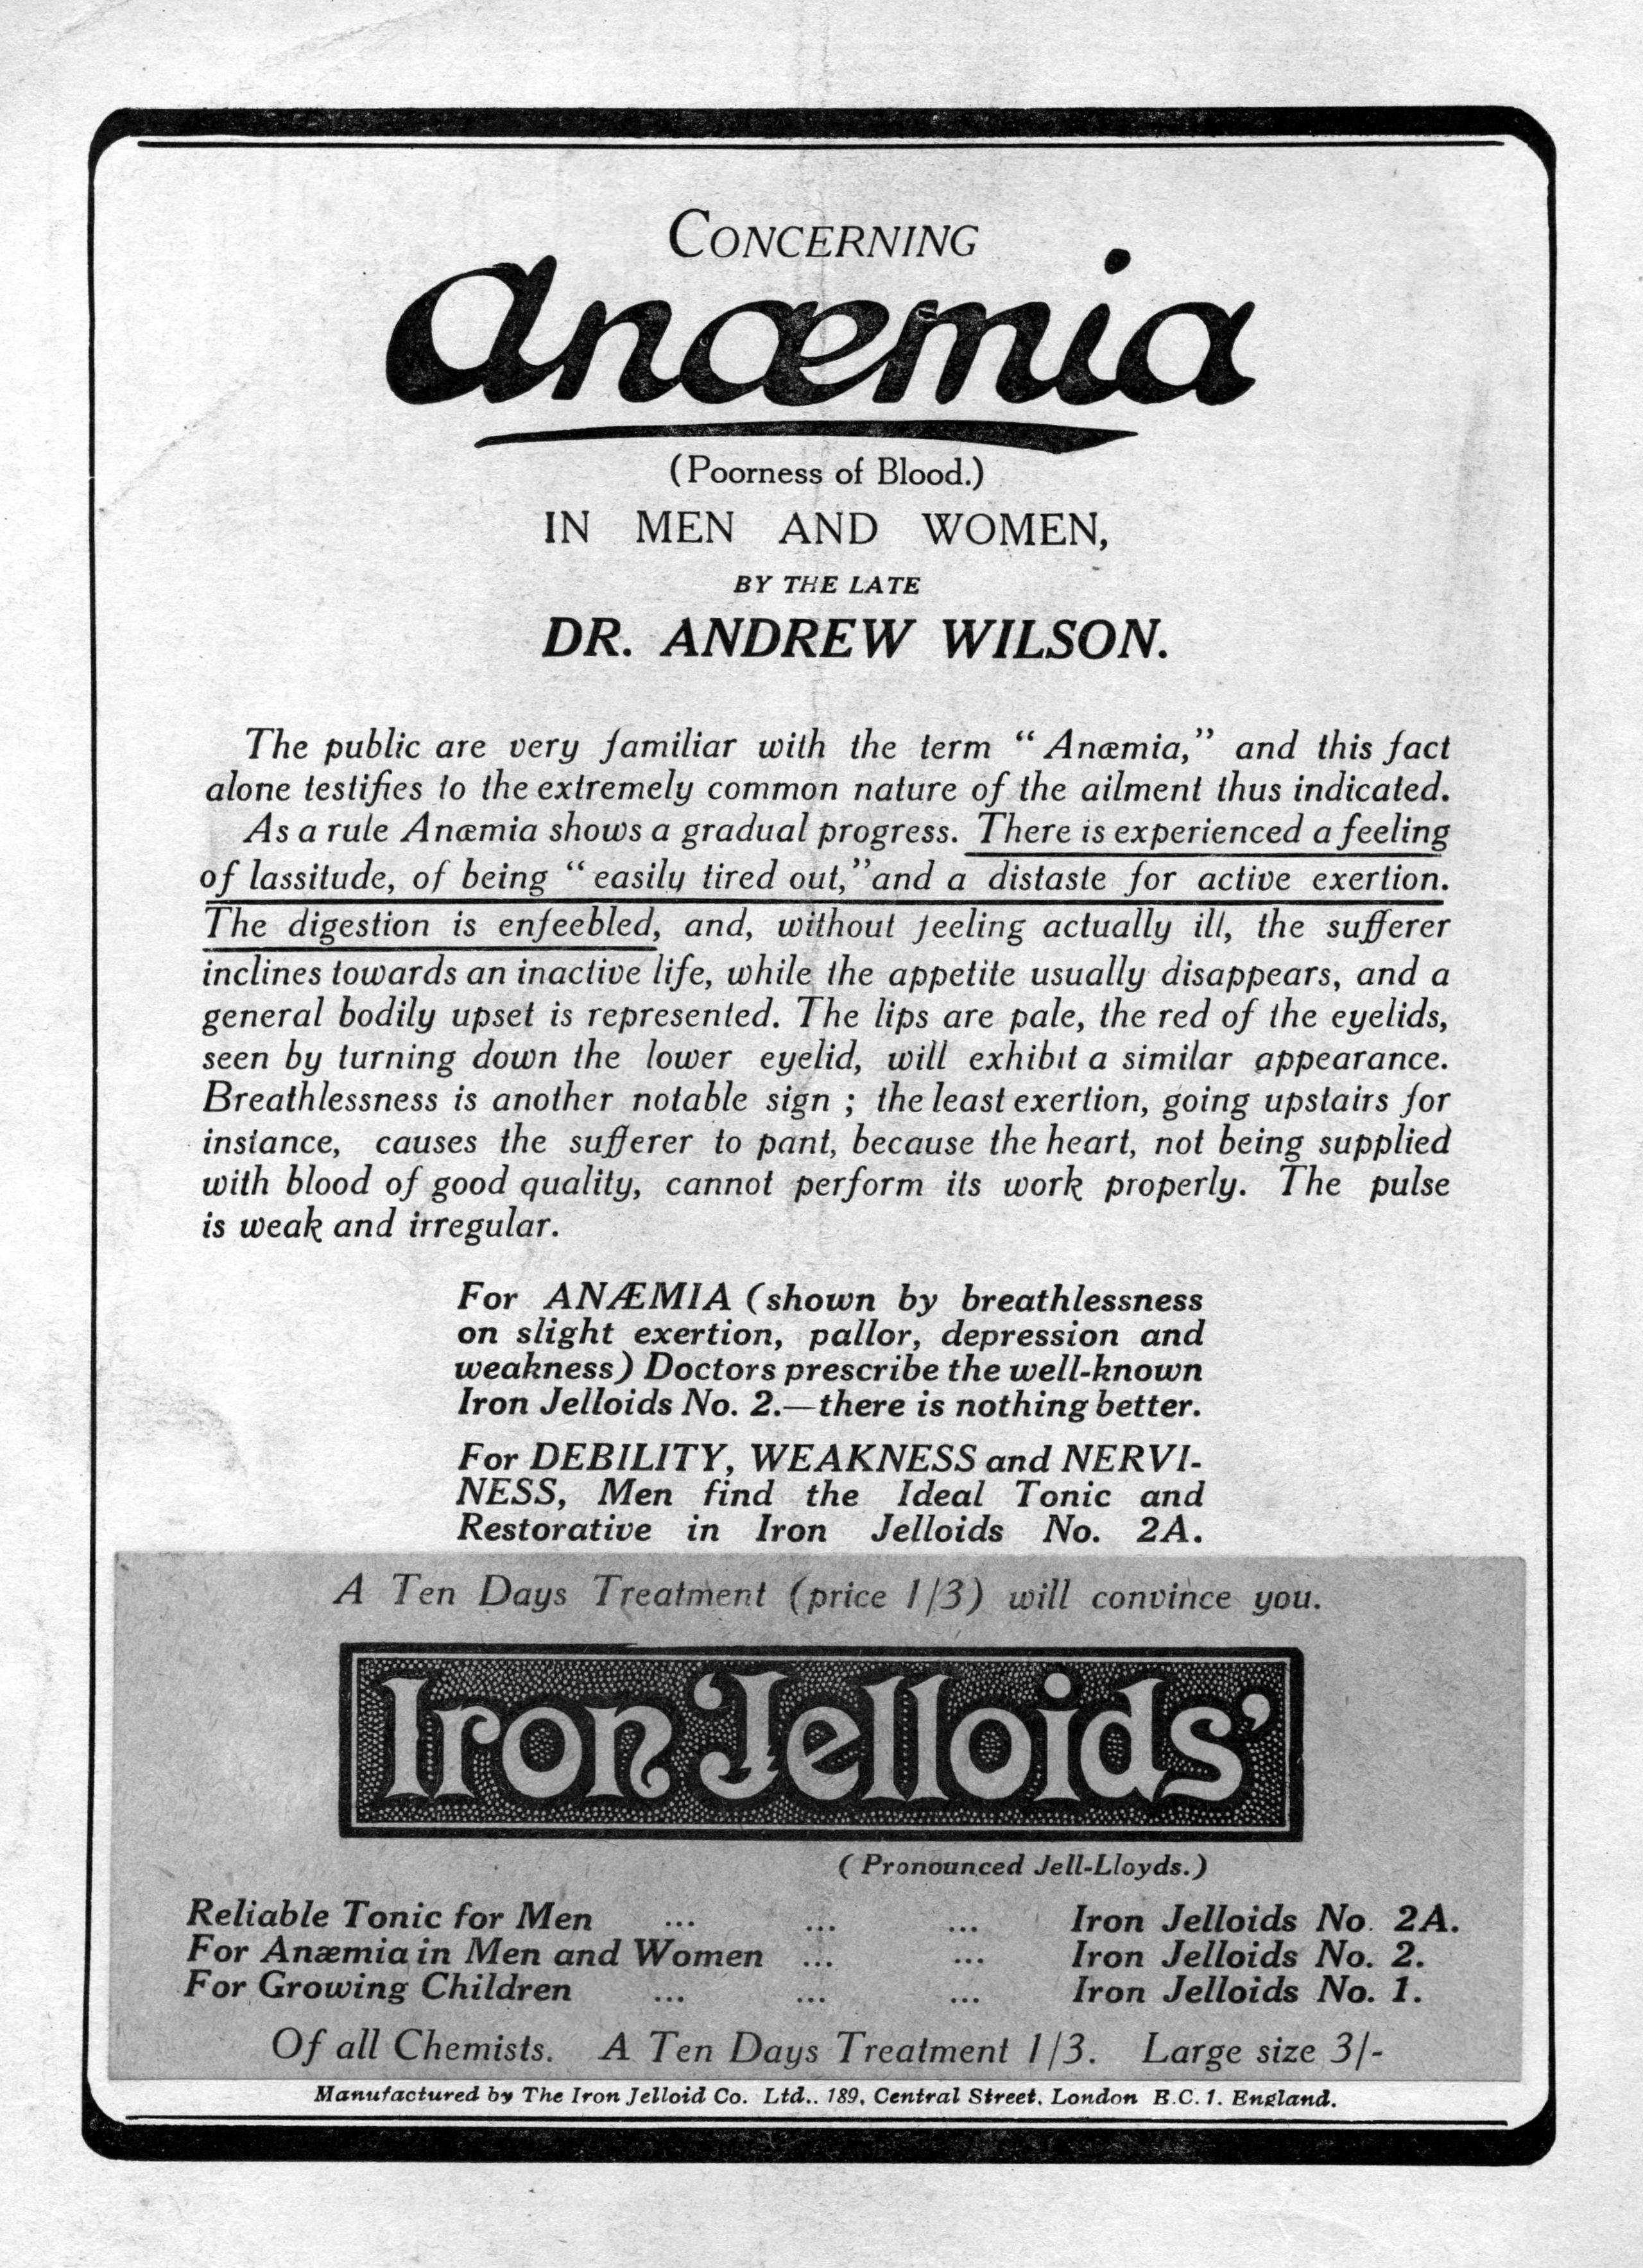 CONCERNING
Anæmia
(Poorness of Blood.)
IN MEN AND WOMEN,
BY THE LATE
DR. ANDREW WILSON.
The public are very familiar with the term “Anæmia,” and this fact
alone testifies to the extremely common nature of the ailment thus indicated.
As a rule Anæmia shows a gradual progress. There is experienced a feeling
of lassitude, of being “easily tired out,” and a distaste for active exertion.
The digestion is enfeebled, and, without feeling actually ill, the sufferer
inclines towards an inactive life, while the appetite usually disappears, and a
general bodily upset is represented. The lips are pale, the red of the eyelids,
seen by turning down the lower eyelid, will exhibit a similar appearance.
Breathlessness is another notable sign ; the least exertion, going upstairs for
instance, causes the sufferer to pant, because the heart, not being supplied
with blood of good quality, cannot perform its work properly. The pulse
is weak and irregular.
For ANÆMIA (shown by breathlessness
on slight exertion, pallor, depression and
weakness) Doctors prescribe the well-known
Iron Jelloids No. 2.—there is nothing better.
For DEBILITY, WEAKNESS and NERVI-
NESS, Men find the Ideal Tonic and
Restorative in Iron Jelloids No. 2A.
A Ten Days Treatment (price 1/3) will convince you.
Iron ‘Jelloids’
(Pronounced Jell-Lloyds.)
Reliable Tonic for Men ... ... ... Iron Jelloids No. 2A.
For Anæmia in Men and Women ... ... Iron Jelloids No. 2.
For Growing Children ... ... ... Iron Jelloids No. 1.
Of all Chemists. A Ten Days Treatment 1/3. Large size 3/-
Manufactured by The Iron Jelloid Co. Ltd., 189, Central Street, London E.C.1. England.